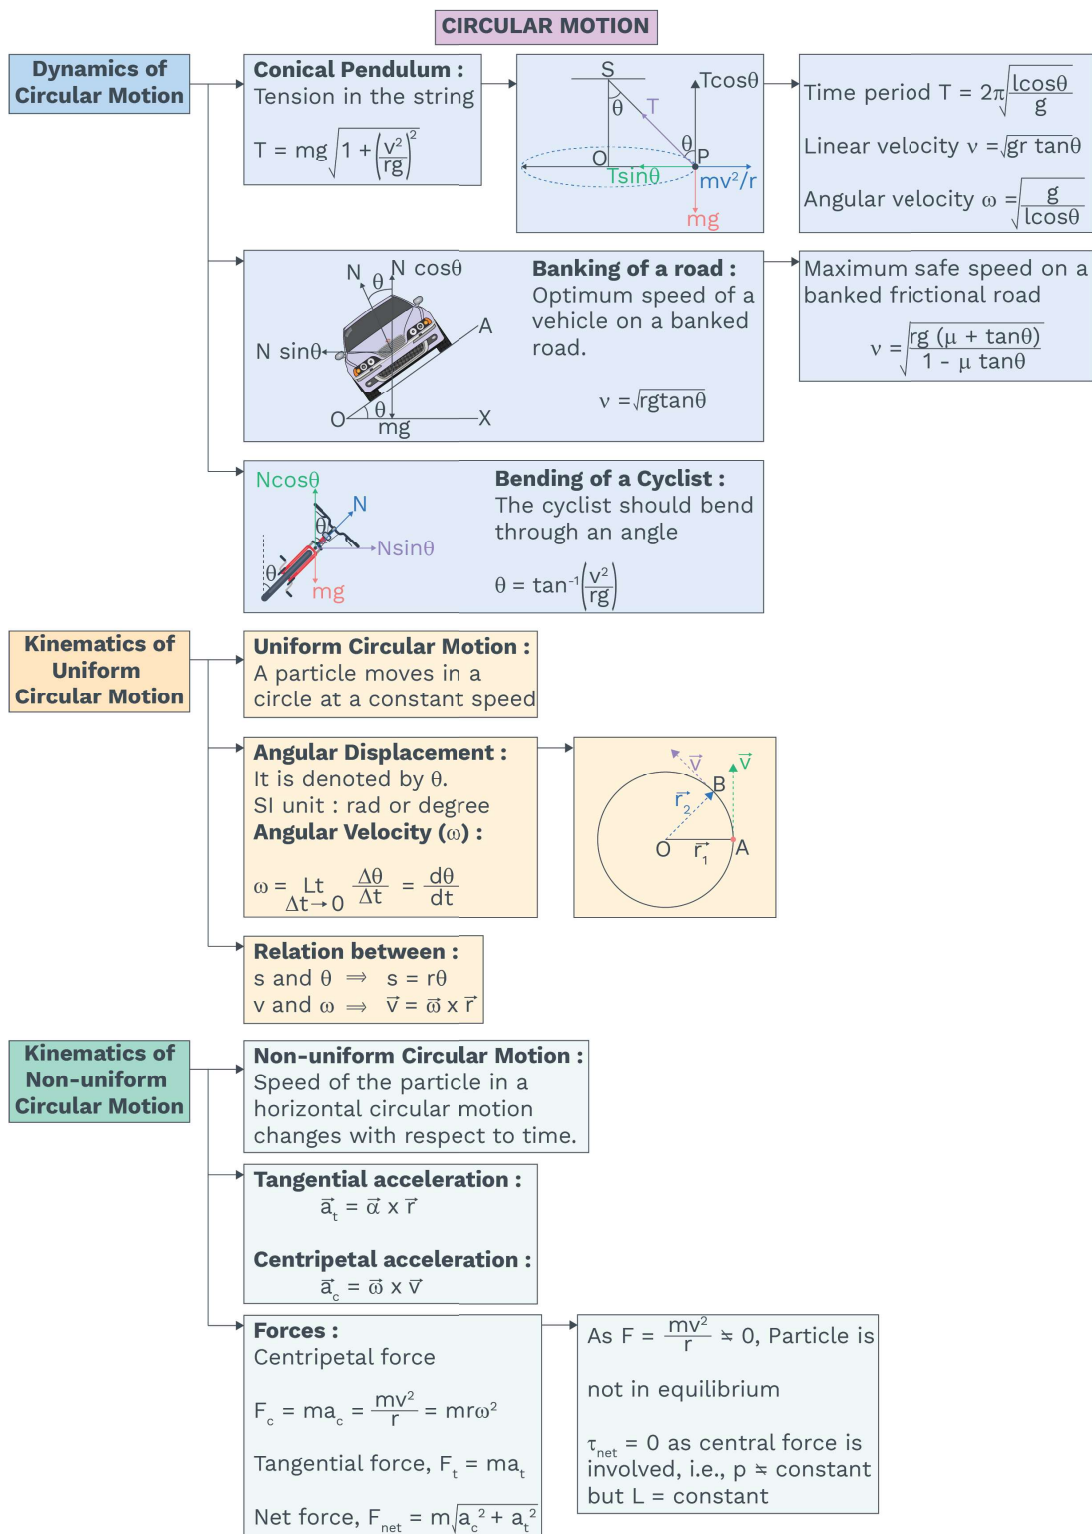 CIRCULAR MOTION
Dynamics of
Circular Motion
Conical Pendulum :
Tension in the string
T = mg√(1 + (v²/rg)²)
S
θ
T
Tcosθ
θ
O
P
Tsinθ
mv²/r
mg
Time period T = 2π√(lcosθ/g)
Linear velocity ν = √gr tanθ
Angular velocity ω = √(g/lcosθ)
N
θ
N cosθ
N sinθ
A
O
θ
mg
X
Banking of a road :
Optimum speed of a
vehicle on a banked
road.
ν = √rgtanθ
Maximum safe speed on a
banked frictional road
ν = √(rg (μ + tanθ)/1 - μ tanθ)
Ncosθ
N
θ
Nsinθ
θ
mg
Bending of a Cyclist :
The cyclist should bend
through an angle
θ = tan⁻¹(v²/rg)
Kinematics of
Uniform
Circular Motion
Uniform Circular Motion :
A particle moves in a
circle at a constant speed
Angular Displacement :
It is denoted by θ.
SI unit : rad or degree
Angular Velocity (ω) :
ω = Lt Δt→0 Δθ/Δt = dθ/dt
v⃗
v⃗
B
r⃗₂
O
r⃗₁
A
Relation between :
s and θ ⇒ s = rθ
v and ω ⇒ v⃗ = ω⃗ x r⃗
Kinematics of
Non-uniform
Circular Motion
Non-uniform Circular Motion :
Speed of the particle in a
horizontal circular motion
changes with respect to time.
Tangential acceleration :
a⃗ₜ = α⃗ x r⃗
Centripetal acceleration :
a⃗_c = ω⃗ x v⃗
Forces :
Centripetal force
F_c = ma_c = mv²/r = mrω²
Tangential force, Fₜ = maₜ
Net force, F_net = m√(a_c² + aₜ²)
As F = mv²/r ≠ 0, Particle is
not in equilibrium
τ_net = 0 as central force is
involved, i.e., p ≠ constant
but L = constant